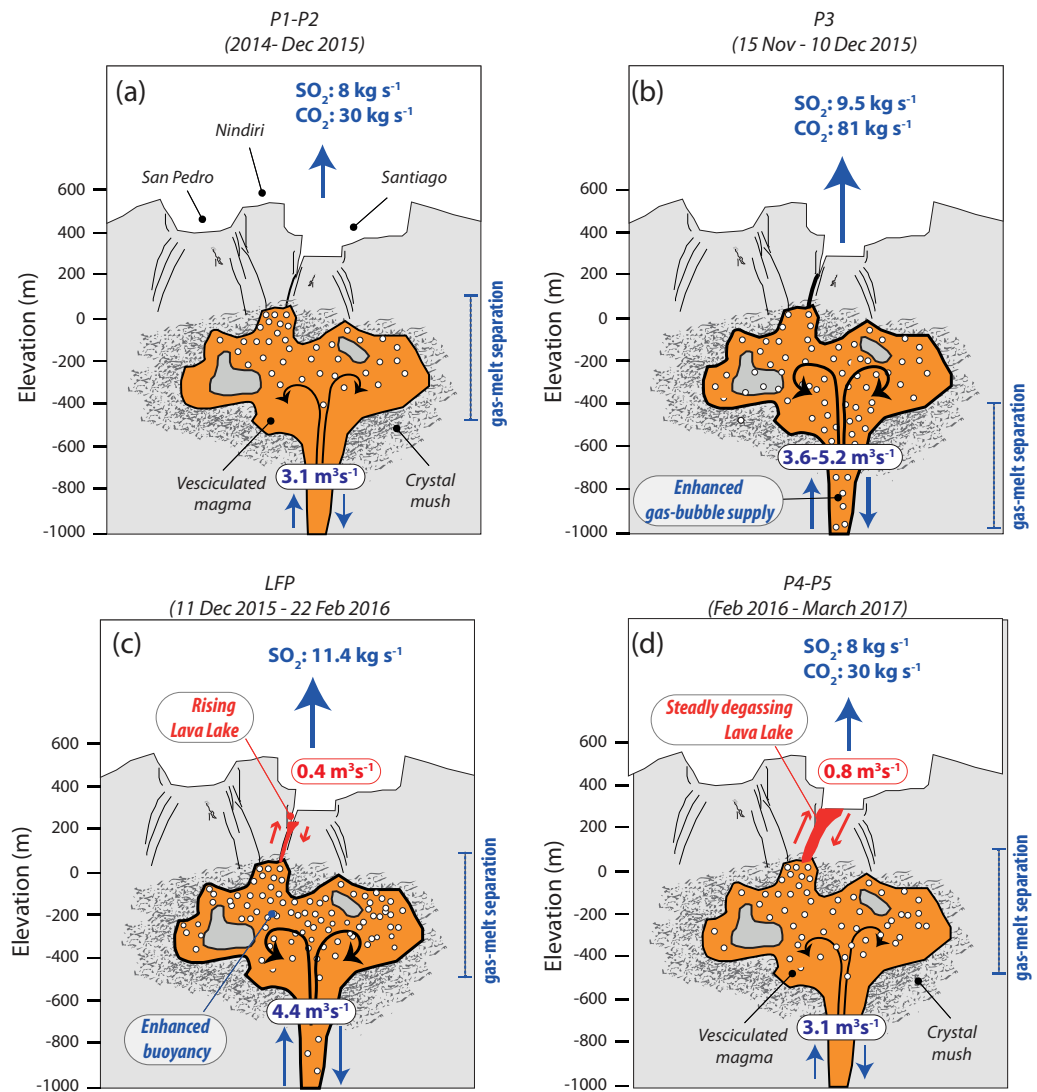 P1-P2
(2014- Dec 2015)
(a)
SO₂: 8 kg s⁻¹
CO₂: 30 kg s⁻¹
Nindiri
San Pedro
Santiago
600
400
200
0
-200
-400
-600
-800
-1000
Elevation (m)
gas-melt separation
3.1 m³s⁻¹
Vesciculated
magma
Crystal
mush
P3
(15 Nov - 10 Dec 2015)
(b)
SO₂: 9.5 kg s⁻¹
CO₂: 81 kg s⁻¹
600
400
200
0
-200
-400
-600
-800
-1000
Elevation (m)
gas-melt separation
3.6-5.2 m³s⁻¹
Enhanced
gas-bubble supply
LFP
(11 Dec 2015 - 22 Feb 2016
(c)
SO₂: 11.4 kg s⁻¹
Rising
Lava Lake
0.4 m³s⁻¹
600
400
200
0
-200
-400
-600
-800
-1000
Elevation (m)
gas-melt separation
4.4 m³s⁻¹
Enhanced
buoyancy
P4-P5
(Feb 2016 - March 2017)
(d)
SO₂: 8 kg s⁻¹
CO₂: 30 kg s⁻¹
Steadly degassing
Lava Lake
0.8 m³s⁻¹
600
400
200
0
-200
-400
-600
-800
-1000
Elevation (m)
gas-melt separation
3.1 m³s⁻¹
Vesciculated
magma
Crystal
mush